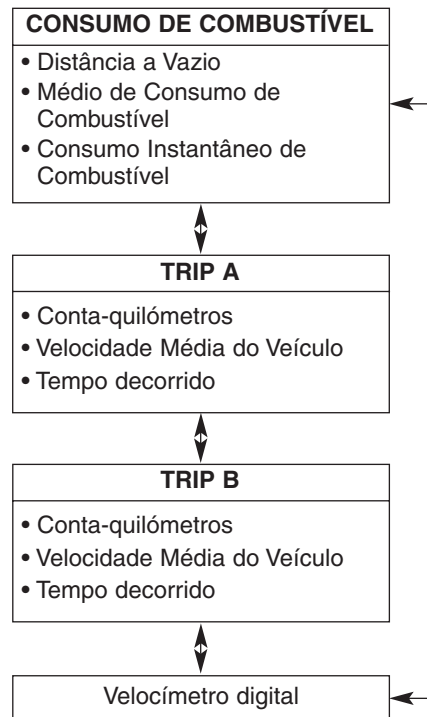 CONSUMO DE COMBUSTÍVEL
• Distância a Vazio
• Médio de Consumo de
Combustível
• Consumo Instantâneo de
Combustível
TRIP A
• Conta-quilómetros
• Velocidade Média do Veículo
• Tempo decorrido
TRIP B
• Conta-quilómetros
• Velocidade Média do Veículo
• Tempo decorrido
Velocímetro digital